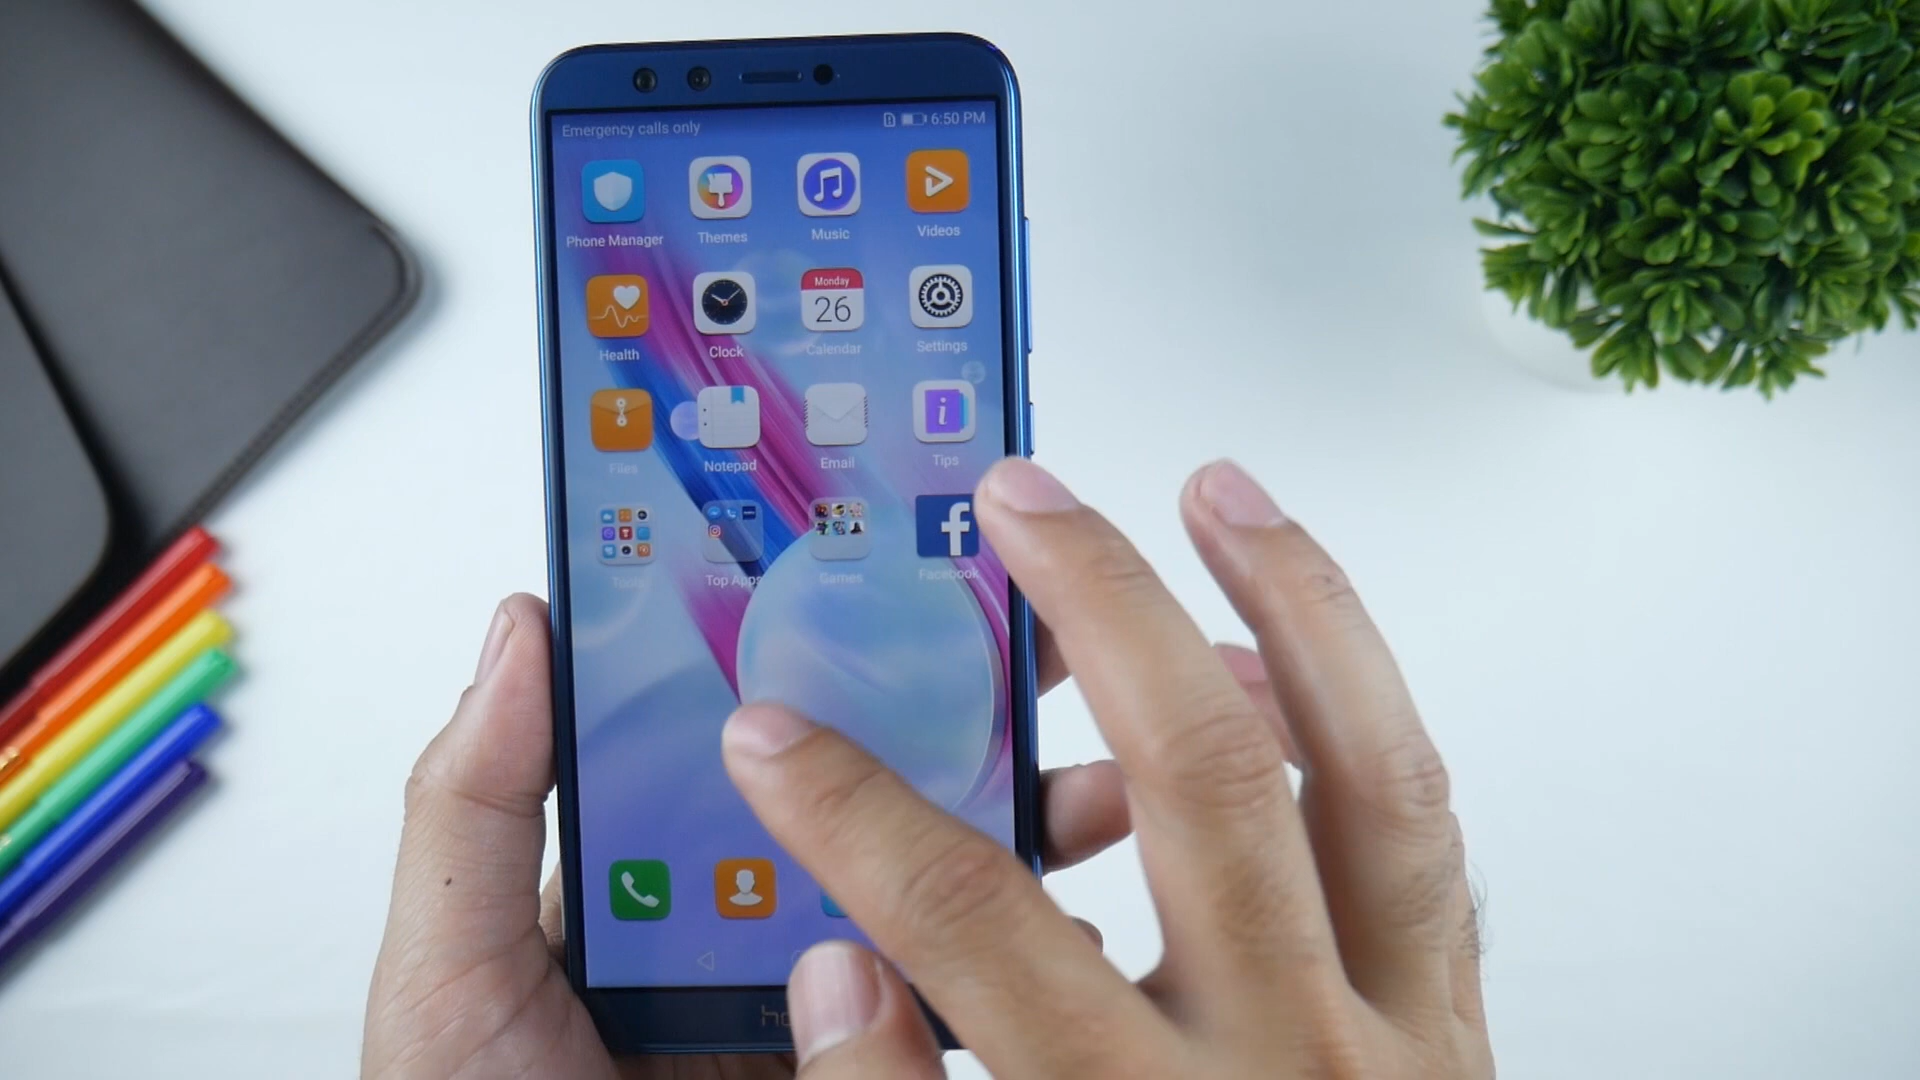 Emergency calls only 6:50 PM
Phone Manager Themes Music Videos
Monday
26
Health Clock Calendar Settings
Files Notepad Email Tips
Tools Top Apps Games Facebook